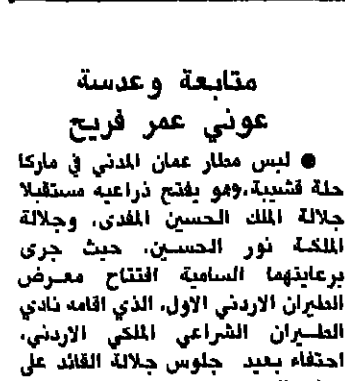 متابعة وعدسة
عوني عمر فريح
● لبس مطار عمان المدني في ماركا
حلة قشيبة، وهو يفتح ذراعيه مستقبلا
جلالة الملك الحسين المفدى، وجلالة
الملكة نور الحسين، حيث جرى
برعايتهما السامية افتتاح معرض
الطيران الاردني الاول، الذي اقامه نادي
الطيران الشراعي الملكي الاردني،
احتفاء بعيد جلوس جلالة القائد على